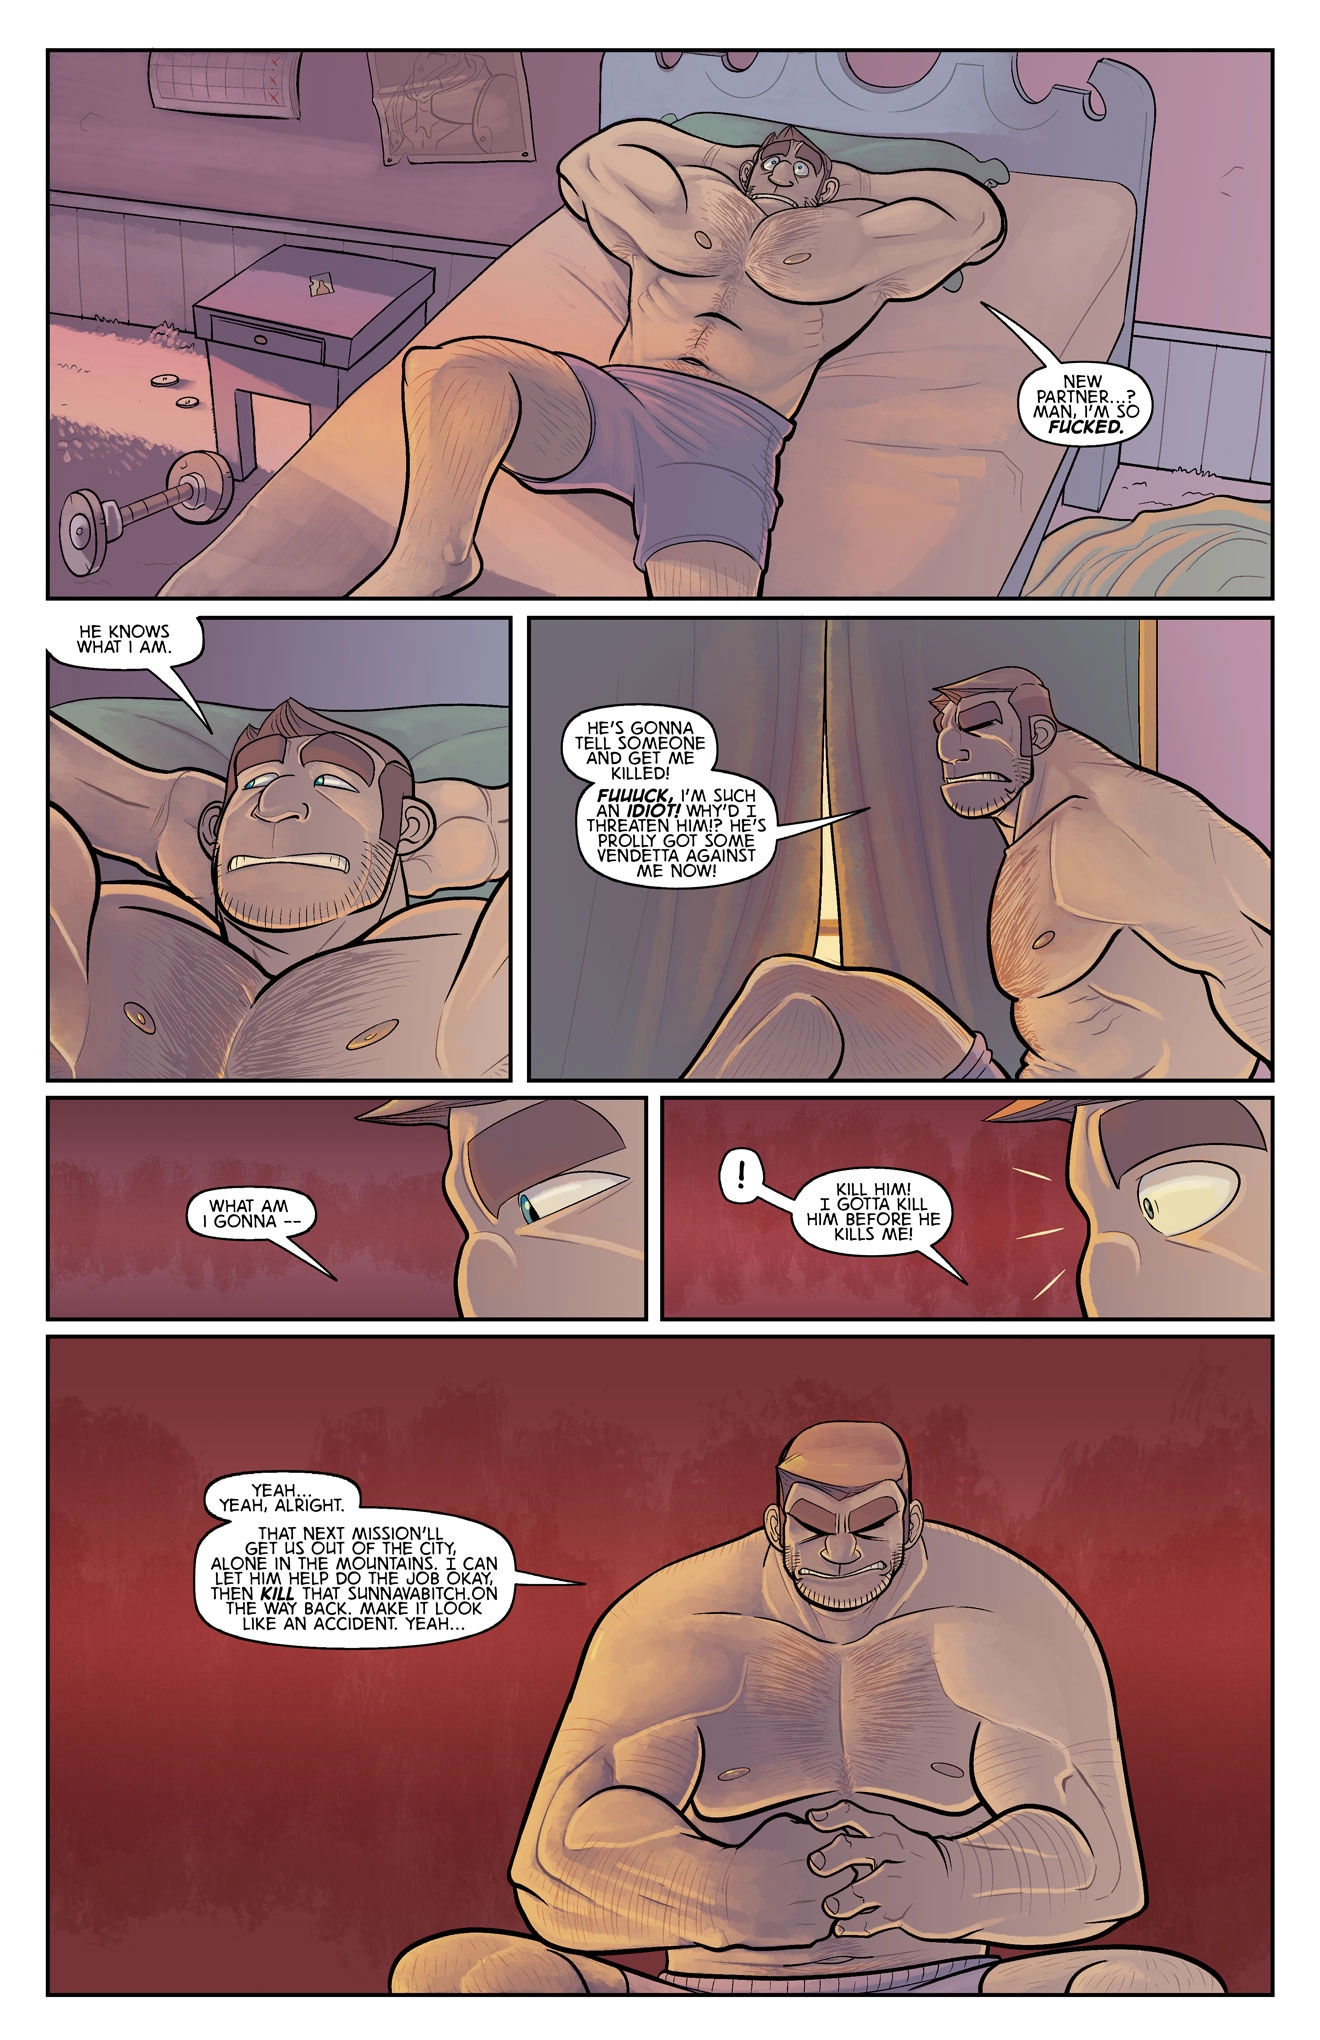 NEW
PARTNER...?
MAN, I'M SO
FUCKED.
HE KNOWS
WHAT I AM.
HE'S GONNA
TELL SOMEONE
AND GET ME
KILLED!
FUUUCK, I'M SUCH
AN IDIOT! WHY'D I
THREATEN HIM!? HE'S
PROLLY GOT SOME
VENDETTA AGAINST
ME NOW!
WHAT AM
I GONNA --
!
KILL HIM!
I GOTTA KILL
HIM BEFORE HE
KILLS ME!
YEAH...
YEAH, ALRIGHT.
THAT NEXT MISSION'LL
GET US OUT OF THE CITY,
ALONE IN THE MOUNTAINS. I CAN
LET HIM HELP DO THE JOB OKAY,
THEN KILL THAT SUNNAVABITCH.ON
THE WAY BACK. MAKE IT LOOK
LIKE AN ACCIDENT. YEAH...